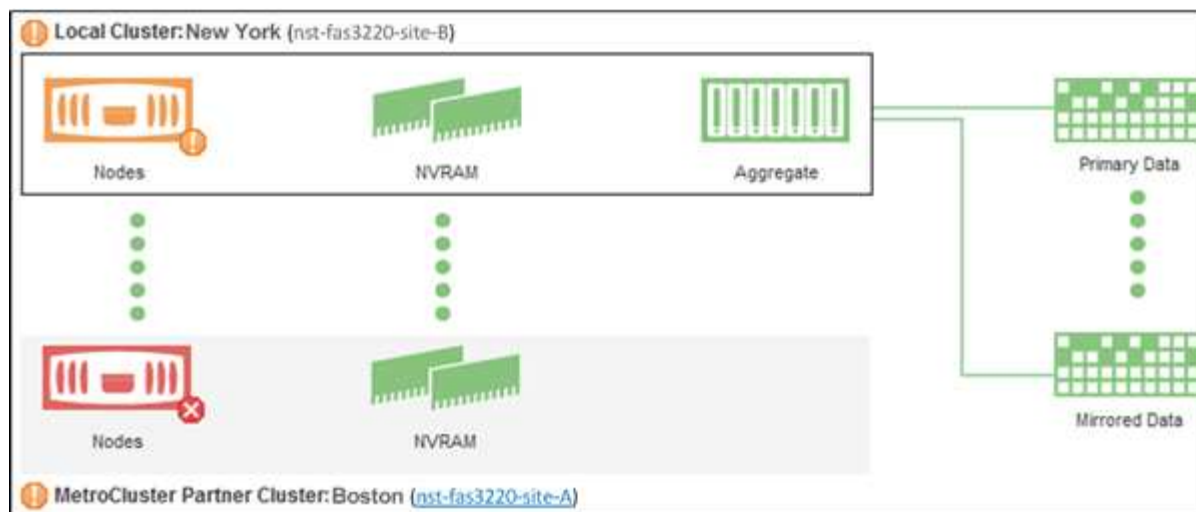 Local Cluster: New York (nst-fas3220-site-B)
Nodes
NVRAM
Aggregate
Primary Data
Nodes
NVRAM
Mirrored Data
MetroCluster Partner Cluster: Boston (nst-fas3220-site-A)